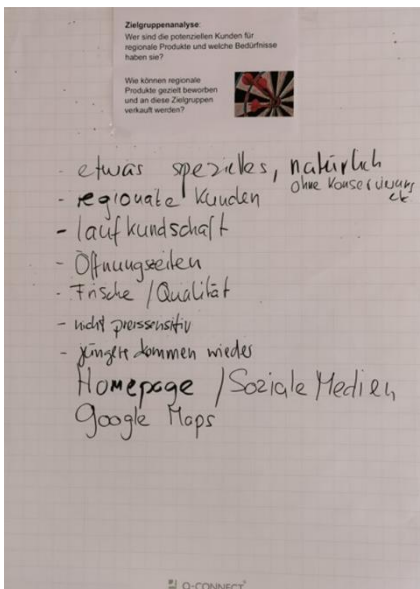 Zielgruppenanalyse:
Wer sind die potenziellen Kunden für
regionale Produkte und welche Bedürfnisse
haben sie?
Wie können regionale
Produkte gezielt beworben
und an diese Zielgruppen
verkauft werden?
- etwas spezielles, natürlich
ohne Konservierung
etc
- regionale Kunden
- laufkundschaft
- Öffnungszeiten
- Frische / Qualität
- nicht preissensitiv
- jüngere kommen wieder
Homepage / Soziale Medien
Google Maps
Q-CONNECT